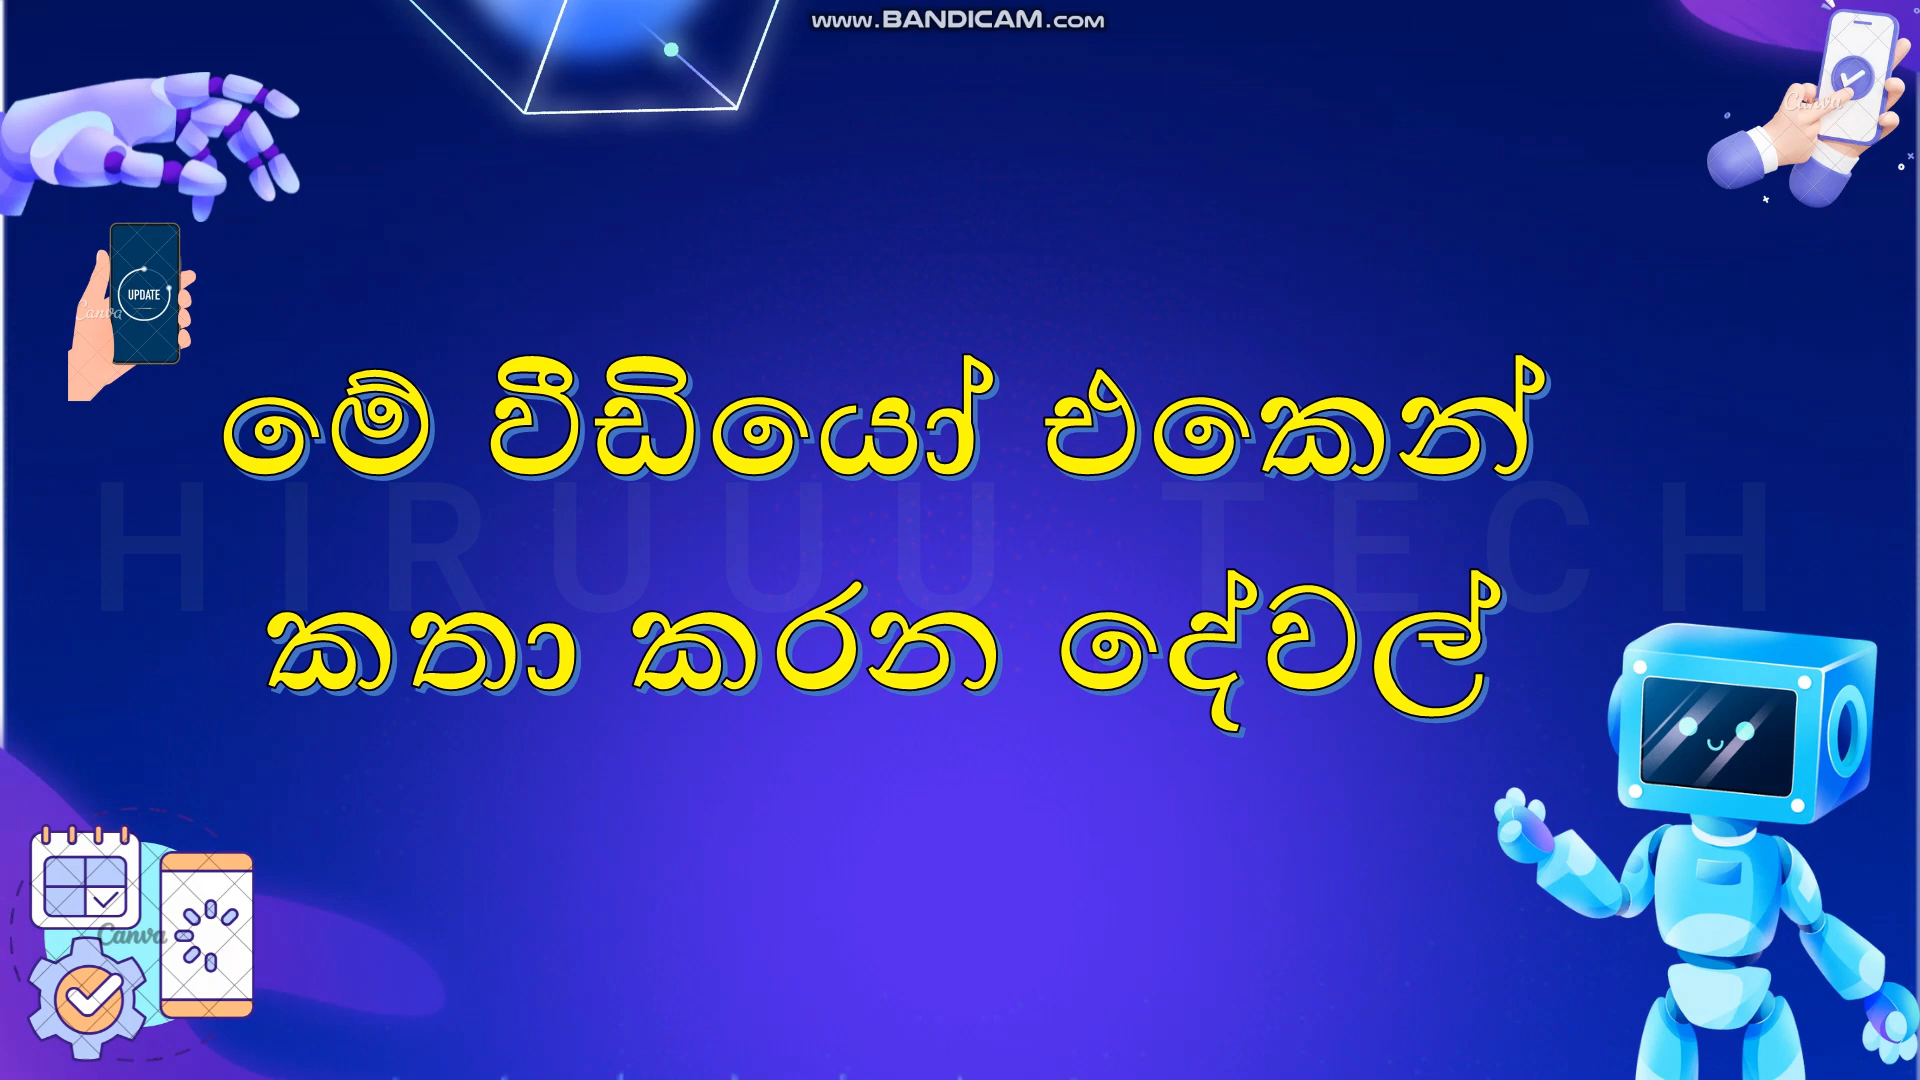 www.BANDICAM.com
Canva
UPDATE
Canva
මේ වීඩියෝ එකෙන්
HIRUUU TECH
කතා කරන දේවල්
Canva